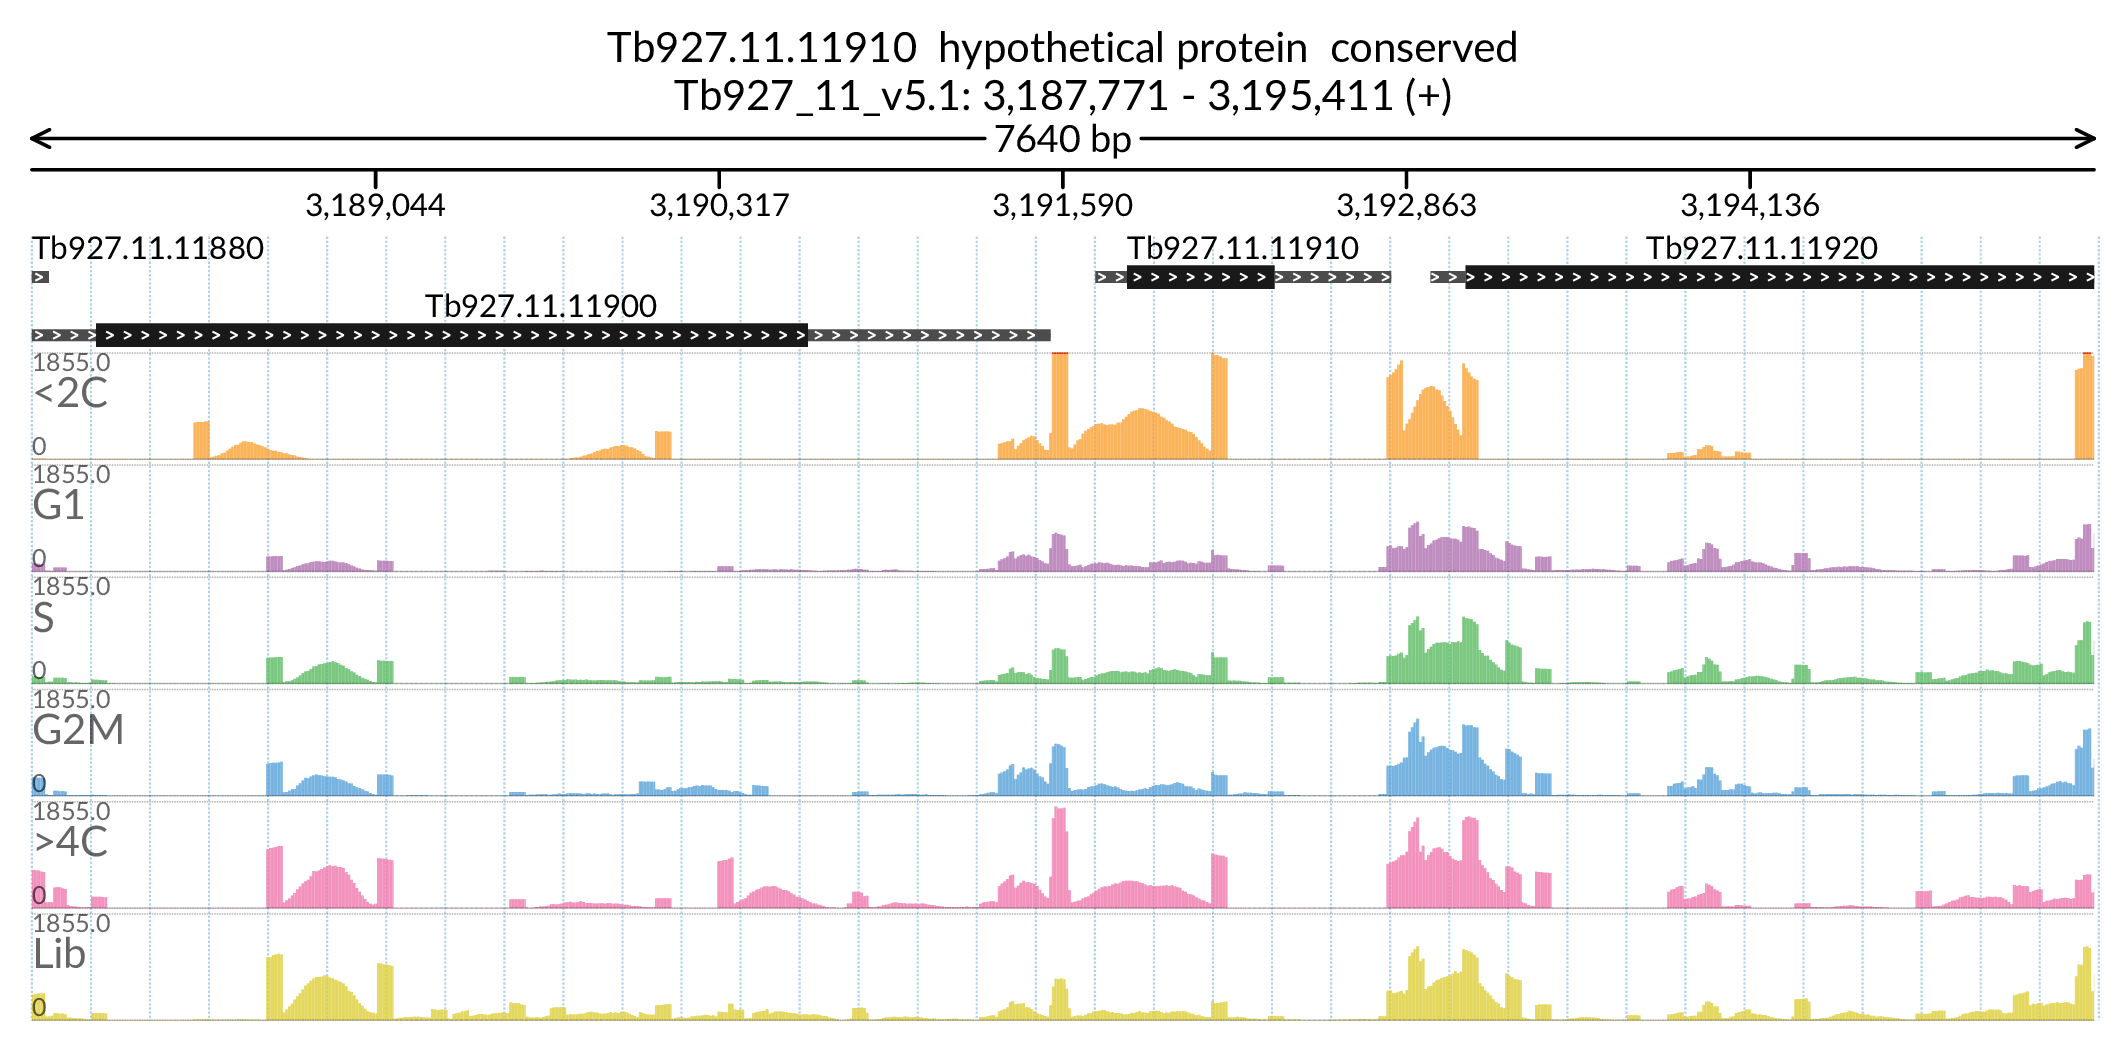 Tb927.11.11910  hypothetical protein  conserved
Tb927_11_v5.1: 3,187,771 - 3,195,411 (+)
7640 bp
3,189,044 3,190,317 3,191,590 3,192,863 3,194,136
Tb927.11.11880 Tb927.11.11910 Tb927.11.11920
Tb927.11.11900
1855.0
<2C
0
1855.0
G1
0
1855.0
S
0
1855.0
G2M
0
1855.0
>4C
0
1855.0
Lib
0